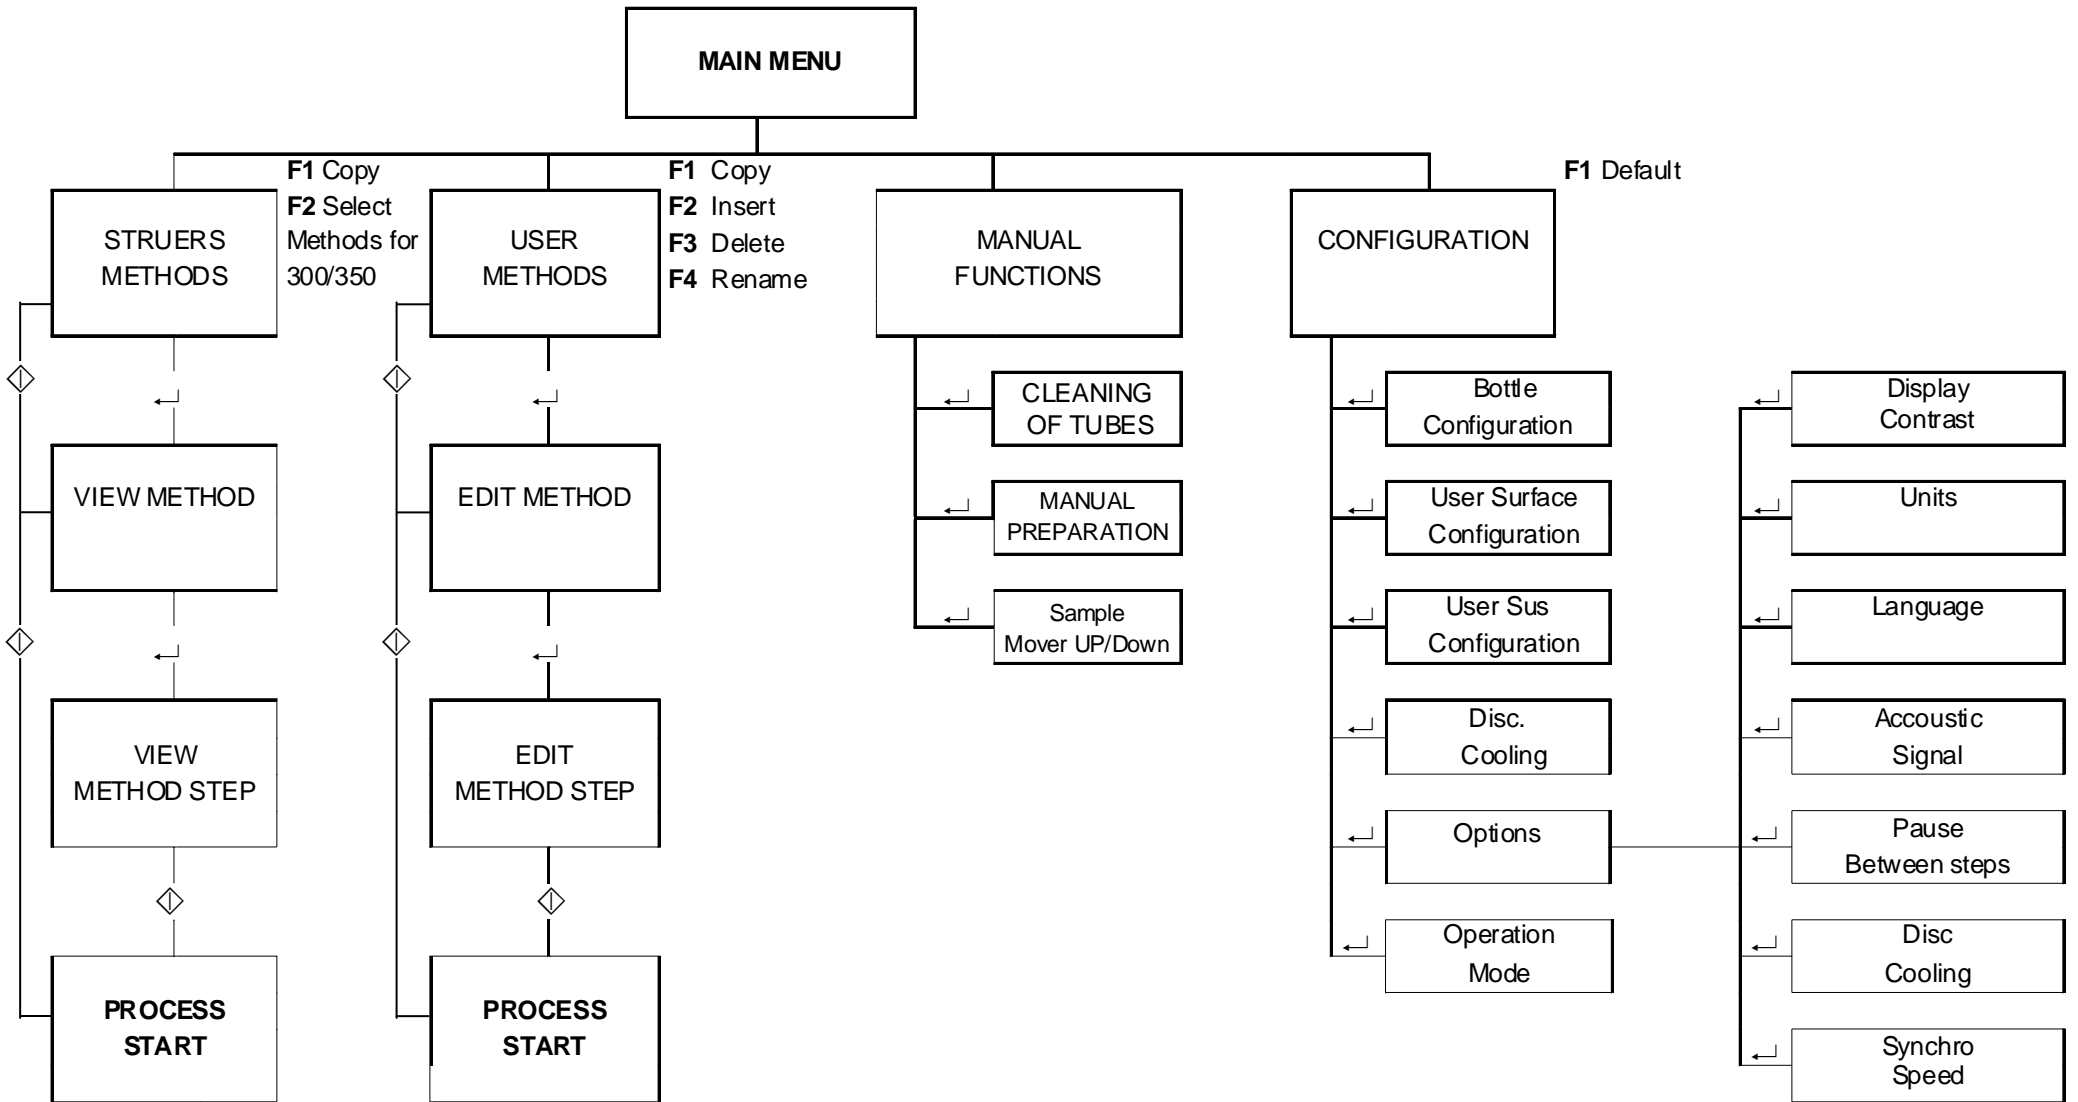 MAIN MENU
F1 Copy
F2 Select
Methods for
300/350
F1 Copy
F2 Insert
F3 Delete
F4 Rename
F1 Default
STRUERS
METHODS
USER
METHODS
MANUAL
FUNCTIONS
CONFIGURATION
VIEW METHOD
VIEW
METHOD STEP
PROCESS
START
EDIT METHOD
EDIT
METHOD STEP
PROCESS
START
CLEANING
OF TUBES
MANUAL
PREPARATION
Sample
Mover UP/Down
Bottle
Configuration
User Surface
Configuration
User Sus
Configuration
Disc.
Cooling
Options
Operation
Mode
Display
Contrast
Units
Language
Accoustic
Signal
Pause
Between steps
Disc
Cooling
Synchro
Speed